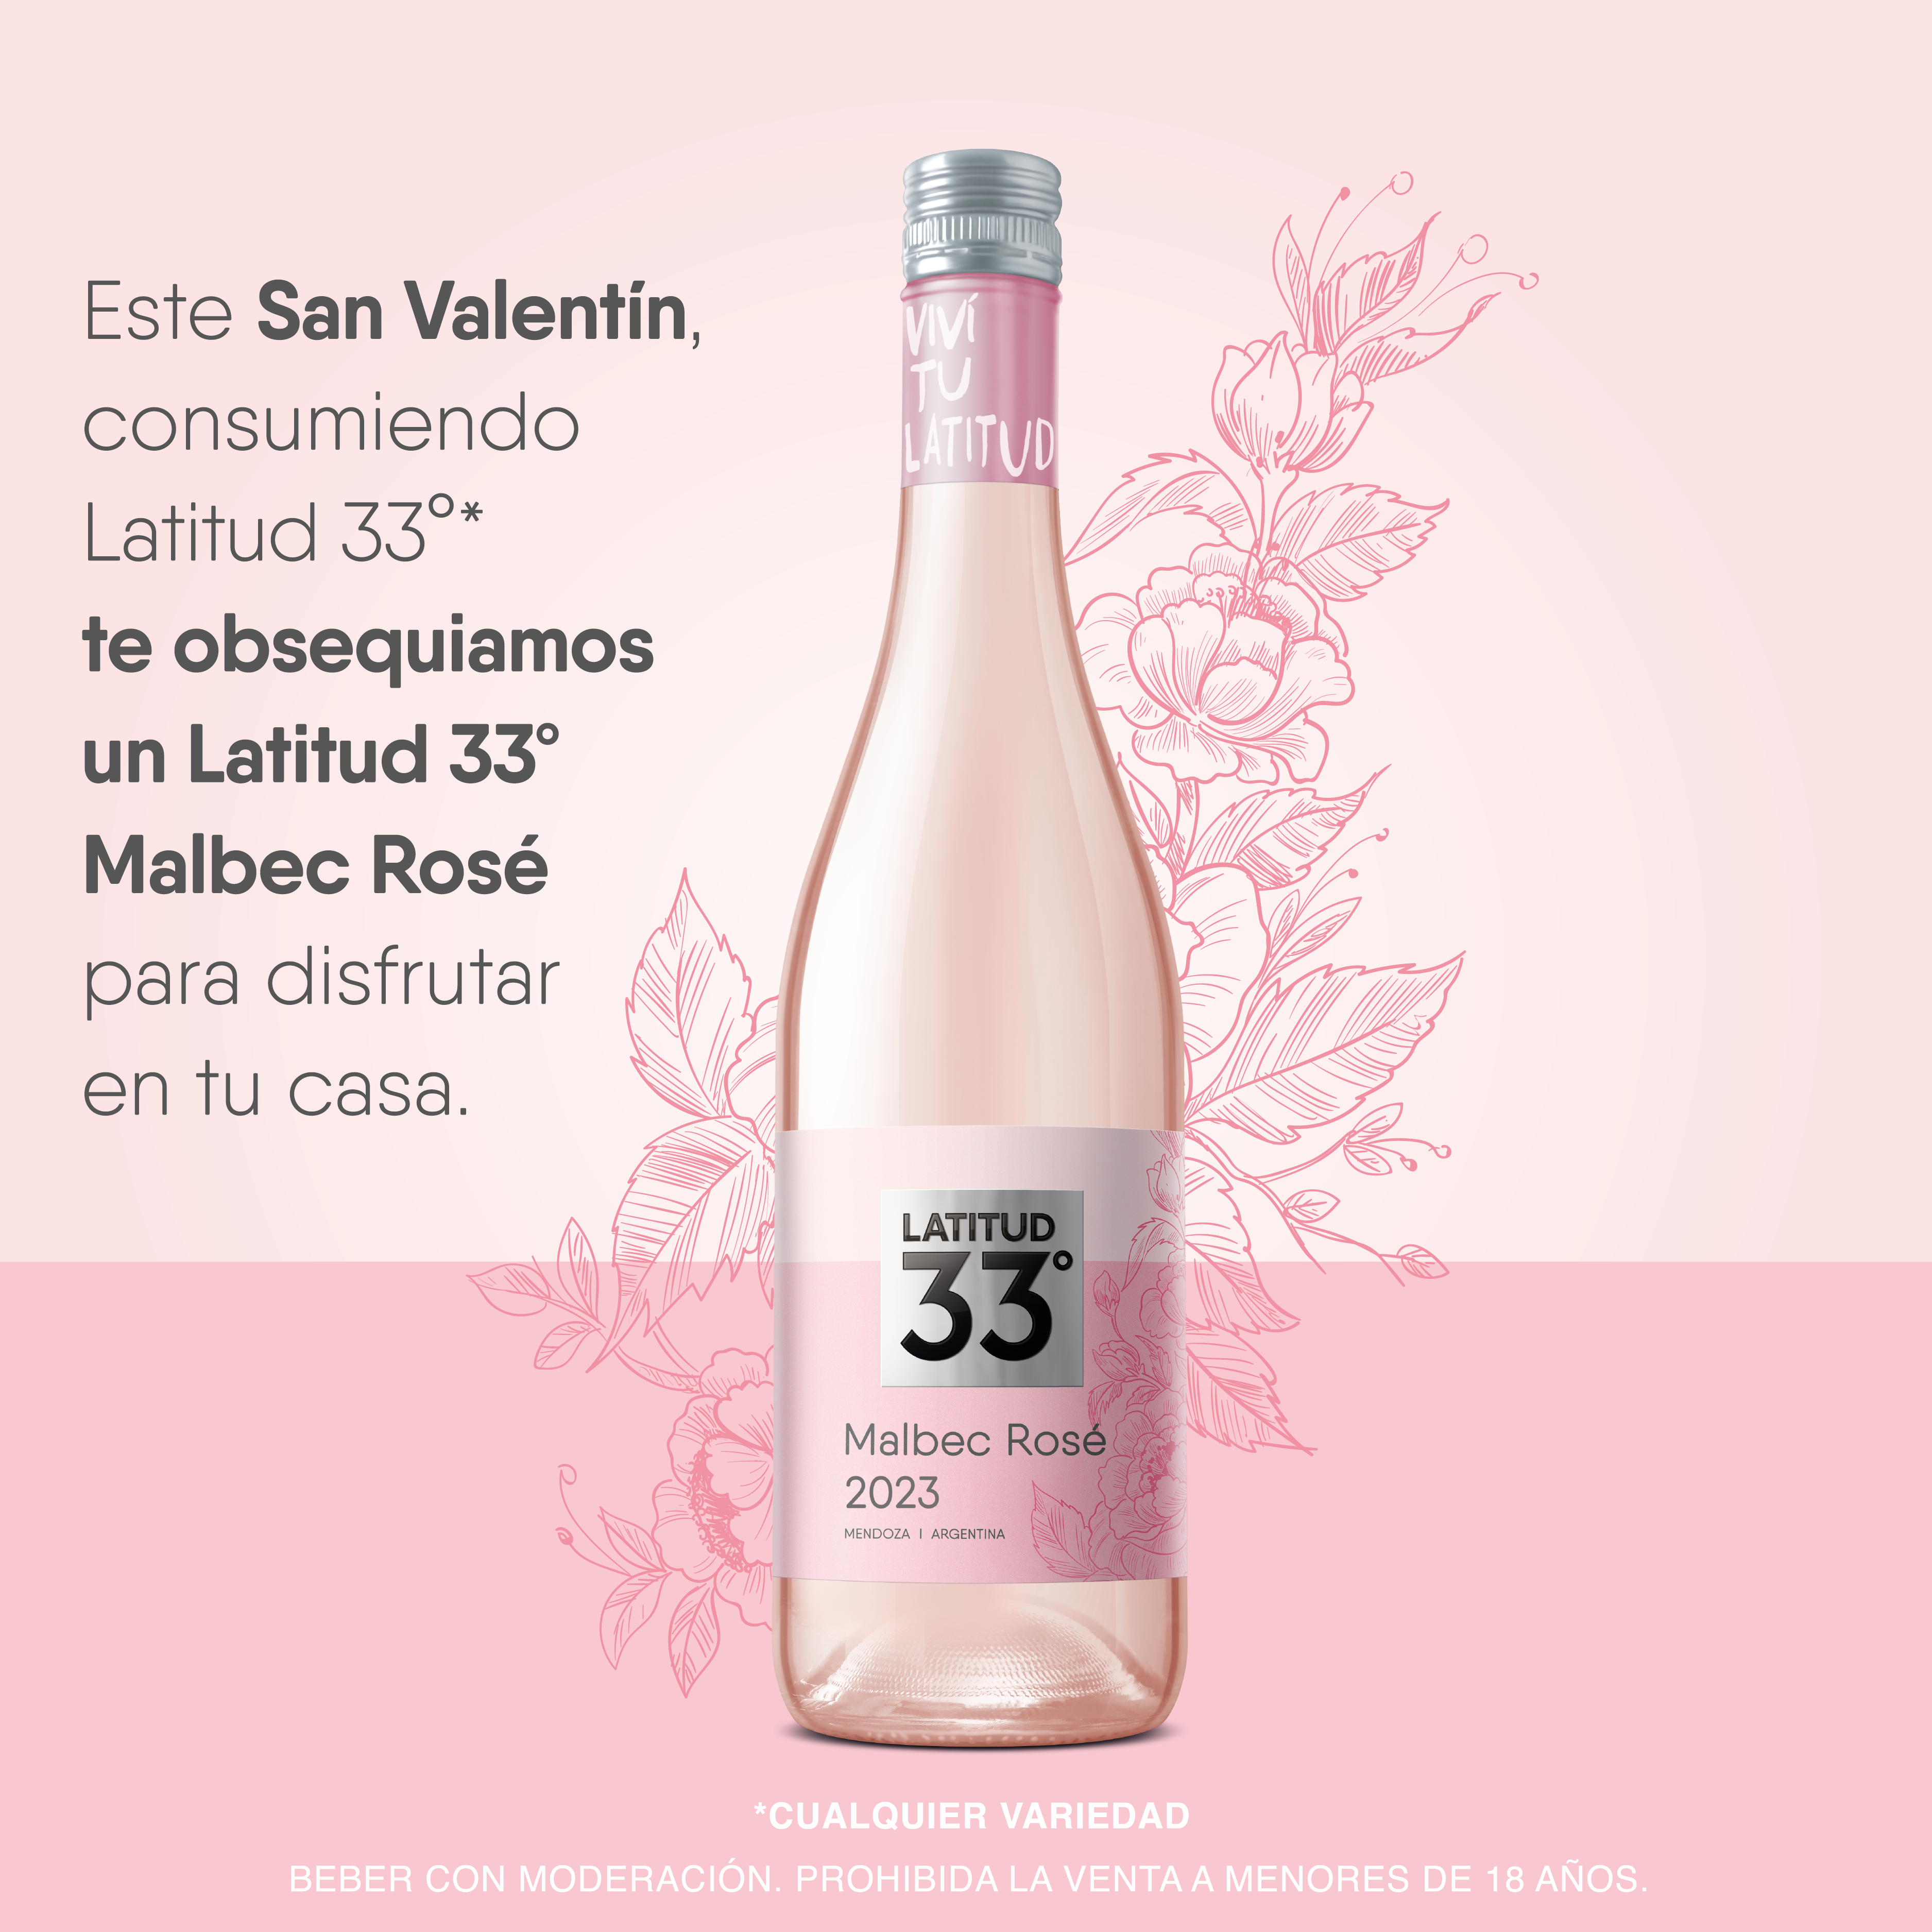 Este San Valentín,
consumiendo
Latitud 33°*
te obsequiamos
un Latitud 33°
Malbec Rosé
para disfrutar
en tu casa.
VIVÍ
TU
LATITUD
LATITUD
33°
Malbec Rosé
2023
MENDOZA | ARGENTINA
*CUALQUIER VARIEDAD
BEBER CON MODERACIÓN. PROHIBIDA LA VENTA A MENORES DE 18 AÑOS.